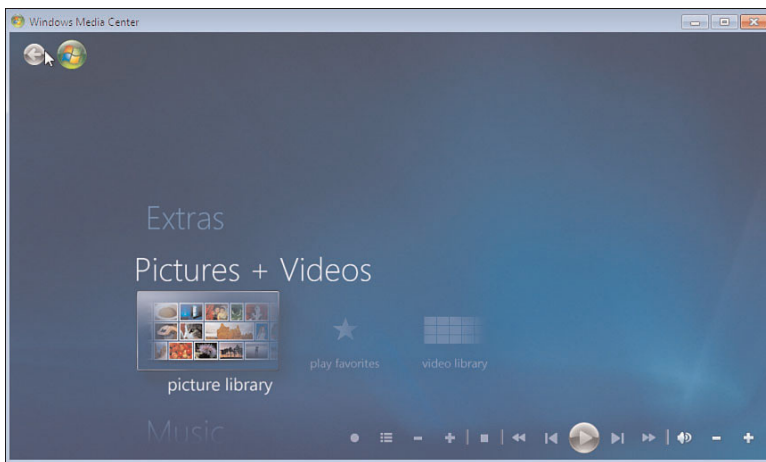 Windows Media Center
Extras
Pictures + Videos
play favorites
video library
picture library
Music